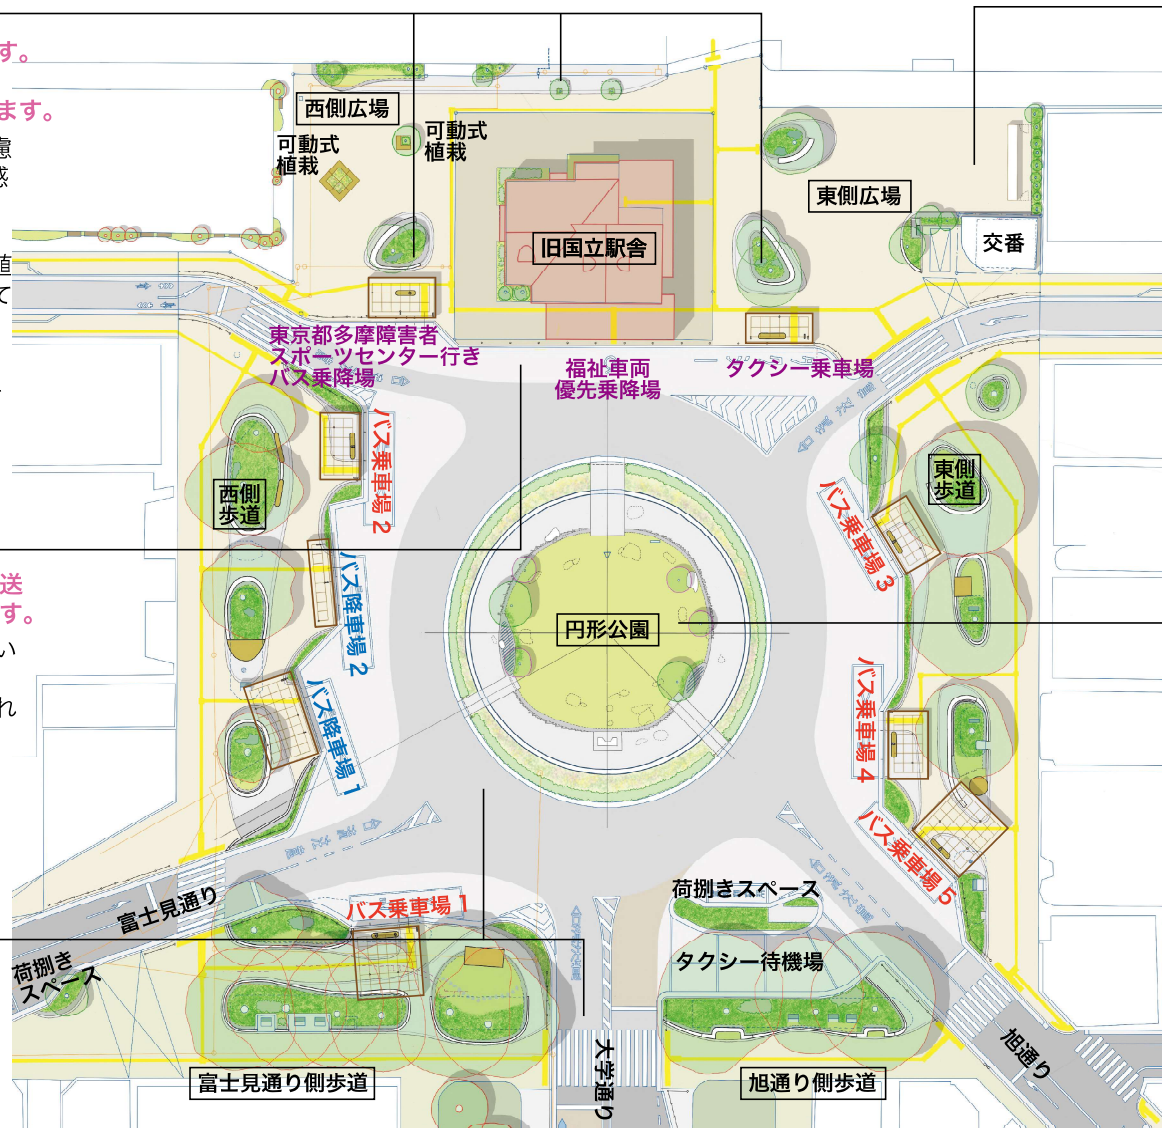 す。
ます。
慮
感
植
て
送
す。
い
れ
西側広場
可動式
植栽
可動式
植栽
東側広場
交番
旧国立駅舎
東京都多摩障害者
スポーツセンター行き
バス乗降場
福祉車両
優先乗降場
タクシー乗車場
バス乗車場 2
西側
歩道
東側
歩道
バス乗車場 3
バス降車場 2
円形公園
バス降車場 1
バス乗車場 4
バス乗車場 5
富士見通り
バス乗車場 1
荷捌きスペース
荷捌き
スペース
タクシー待機場
大学通り
旭通り
富士見通り側歩道
旭通り側歩道